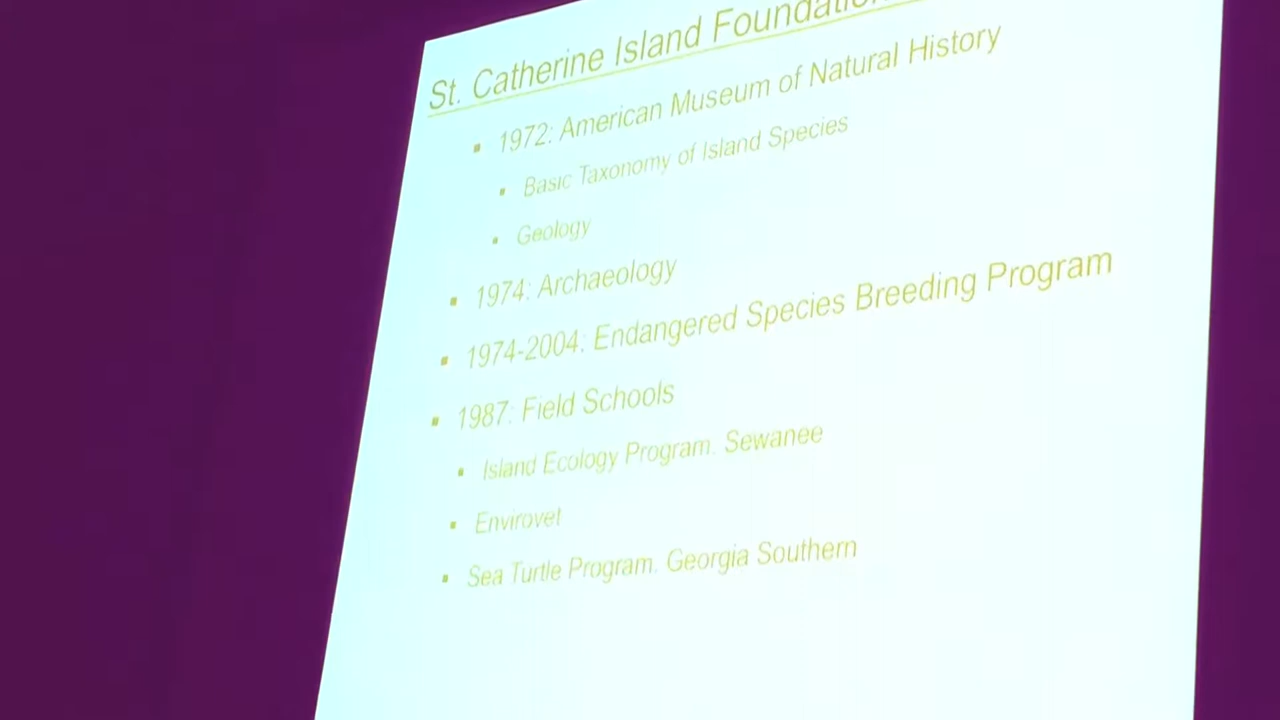 St. Catherine Island Foundation
▪ 1972: American Museum of Natural History
▪ Basic Taxonomy of Island Species
▪ Geology
▪ 1974: Archaeology
▪ 1974-2004: Endangered Species Breeding Program
▪ 1987: Field Schools
▪ Island Ecology Program. Sewanee
▪ Envirovet
▪ Sea Turtle Program. Georgia Southern